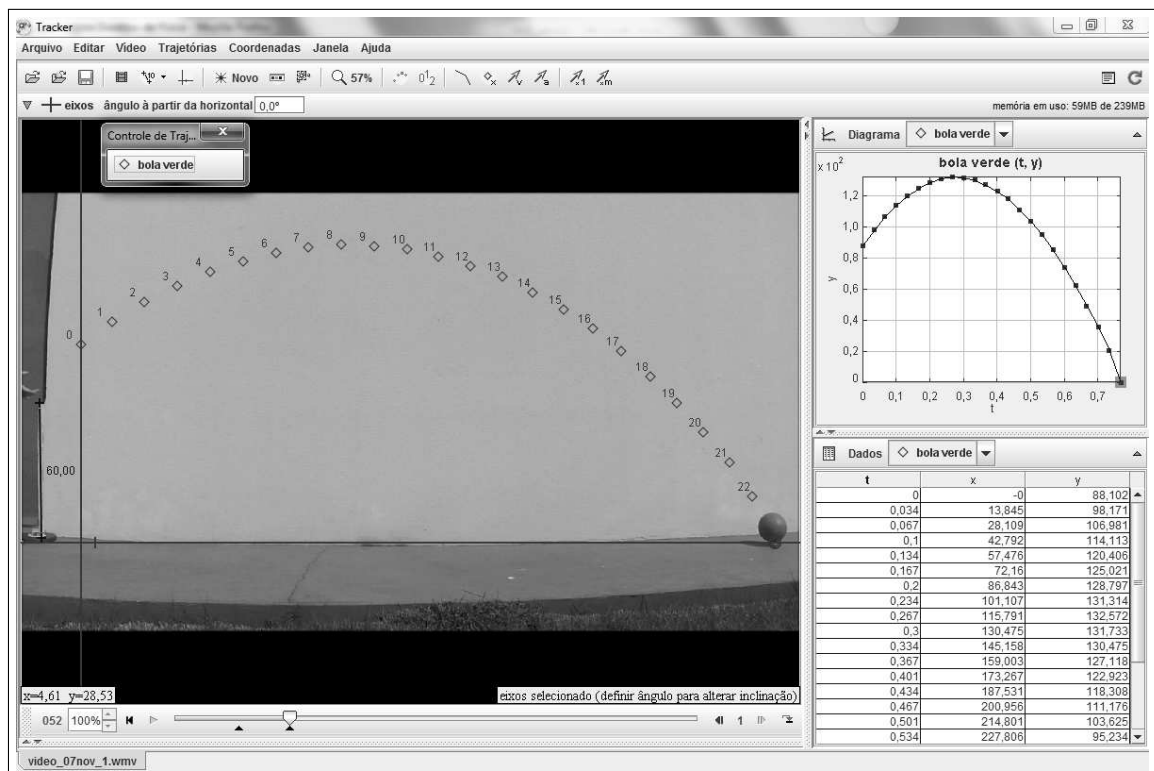 Tracker
Arquivo Editar Video Trajetórias Coordenadas Janela Ajuda
Novo 57%
eixos ângulo à partir da horizontal 0,0º memória em uso: 59MB de 239MB
Controle de Traj... x
bola verde
0
1
2
3
4
5
6
7
8
9
10
11
12
13
14
15
16
17
18
19
20
21
22
60,00
x=4,61 y=28,53
eixos selecionado (definir ângulo para alterar inclinação)
052 100% 1
video_07nov_1.wmv
Diagrama bola verde
x10²
bola verde (t, y)
1,2
1,0
0,8
y
0,6
0,4
0,2
0
0 0,1 0,2 0,3 0,4 0,5 0,6 0,7
t
Dados bola verde
t x y
0 -0 88,102
0,034 13,845 98,171
0,067 28,109 106,981
0,1 42,792 114,113
0,134 57,476 120,406
0,167 72,16 125,021
0,2 86,843 128,797
0,234 101,107 131,314
0,267 115,791 132,572
0,3 130,475 131,733
0,334 145,158 130,475
0,367 159,003 127,118
0,401 173,267 122,923
0,434 187,531 118,308
0,467 200,956 111,176
0,501 214,801 103,625
0,534 227,806 95,234